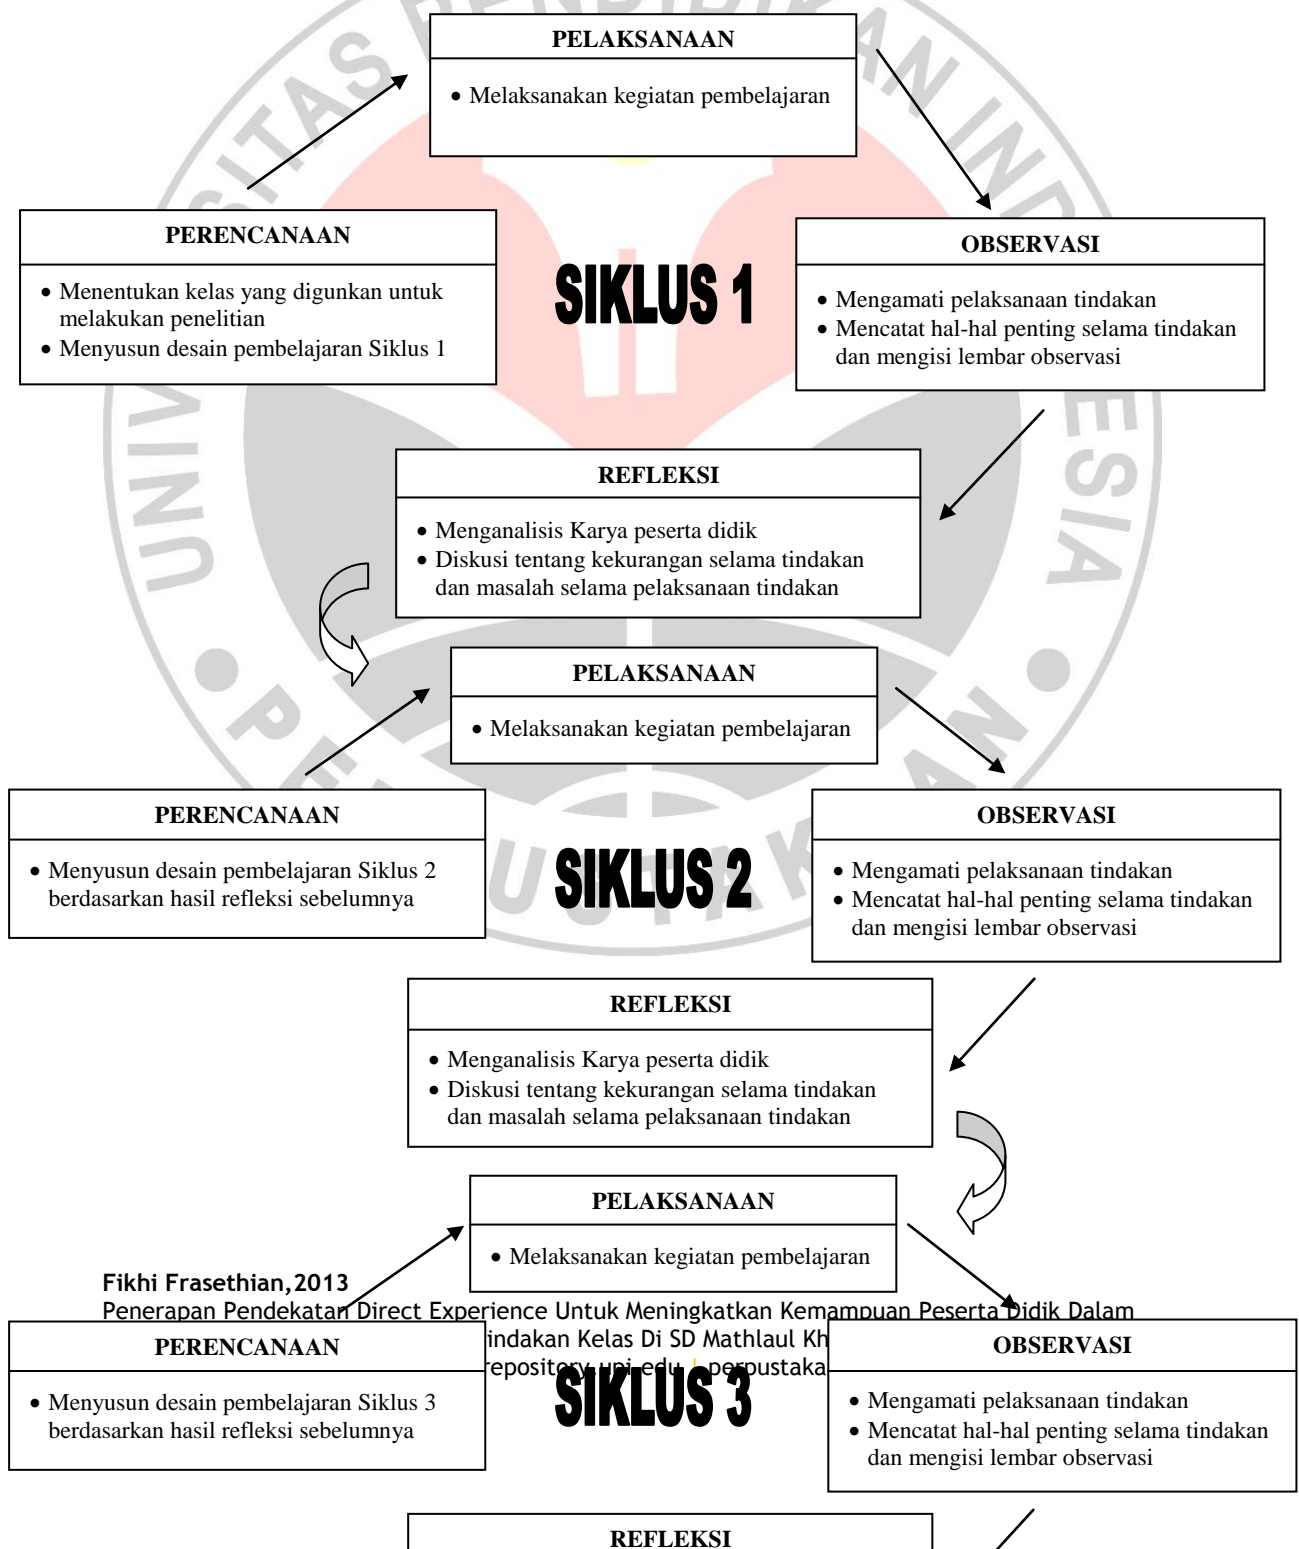 PELAKSANAAN
• Melaksanakan kegiatan pembelajaran
PERENCANAAN
• Menentukan kelas yang digunkan untuk
melakukan penelitian
• Menyusun desain pembelajaran Siklus 1
SIKLUS 1
OBSERVASI
• Mengamati pelaksanaan tindakan
• Mencatat hal-hal penting selama tindakan
dan mengisi lembar observasi
REFLEKSI
• Menganalisis Karya peserta didik
• Diskusi tentang kekurangan selama tindakan
dan masalah selama pelaksanaan tindakan
PELAKSANAAN
• Melaksanakan kegiatan pembelajaran
PERENCANAAN
• Menyusun desain pembelajaran Siklus 2
berdasarkan hasil refleksi sebelumnya
SIKLUS 2
OBSERVASI
• Mengamati pelaksanaan tindakan
• Mencatat hal-hal penting selama tindakan
dan mengisi lembar observasi
REFLEKSI
• Menganalisis Karya peserta didik
• Diskusi tentang kekurangan selama tindakan
dan masalah selama pelaksanaan tindakan
PELAKSANAAN
• Melaksanakan kegiatan pembelajaran
Fikhi Frasethian,2013
Penerapan Pendekatan Direct Experience Untuk Meningkatkan Kemampuan Peserta Didik Dalam
Kelas Di SD Mathlaul
PERENCANAAN
• Menyusun desain pembelajaran Siklus 3
berdasarkan hasil refleksi sebelumnya
SIKLUS 3
OBSERVASI
• Mengamati pelaksanaan tindakan
• Mencatat hal-hal penting selama tindakan
dan mengisi lembar observasi
REFLEKSI